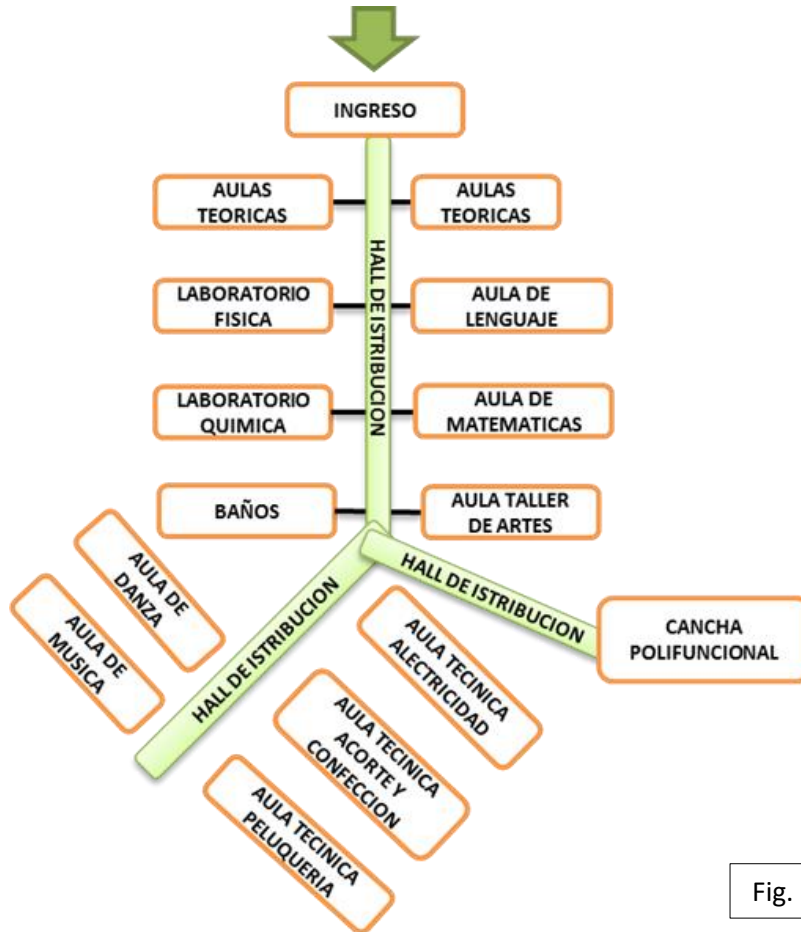 INGRESO
AULAS
TEORICAS
AULAS
TEORICAS
HALL DE ISTRIBUCION
LABORATORIO
FISICA
AULA DE
LENGUAJE
LABORATORIO
QUIMICA
AULA DE
MATEMATICAS
BAÑOS
AULA TALLER
DE ARTES
AULA DE
DANZA
AULA DE
MUSICA
HALL DE ISTRIBUCION
HALL DE ISTRIBUCION
CANCHA
POLIFUNCIONAL
AULA TECINICA
ALECTRICIDAD
AULA TECINICA
ACORTE Y
CONFECCION
AULA TECINICA
PELUQUERIA
Fig.